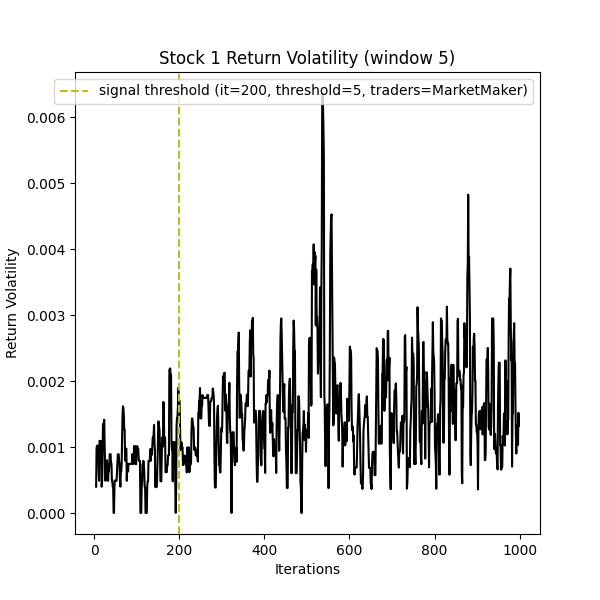 Stock 1 Return Volatility (window 5)
signal threshold (it=200, threshold=5, traders=MarketMaker)
0.006
0.005
0.004
0.003
0.002
0.001
0.000
Return Volatility
0 200 400 600 800 1000
Iterations